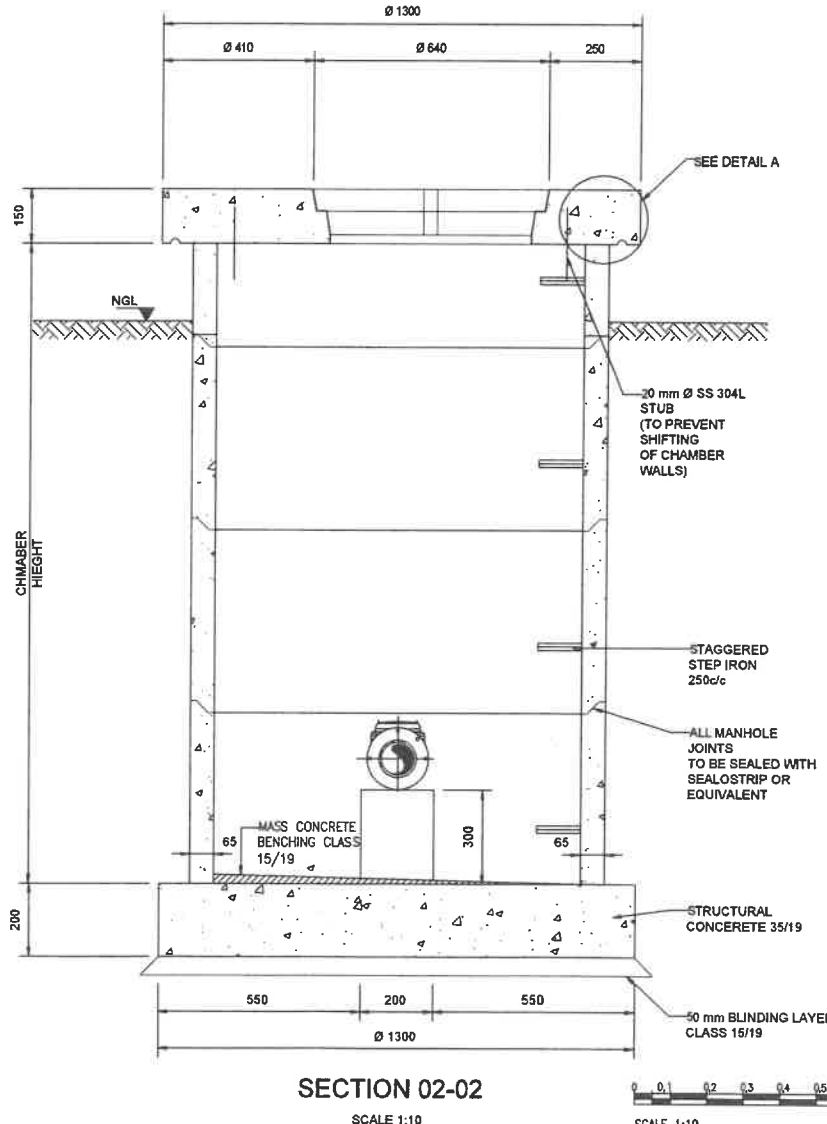 Ø 1300
Ø 410
Ø 640
250
SEE DETAIL A
150
NGL
20 mm Ø SS 304L
STUB
(TO PREVENT
SHIFTING
OF CHAMBER
WALLS)
CHMABER
HIEGHT
STAGGERED
STEP IRON
250c/c
ALL MANHOLE
JOINTS
TO BE SEALED WITH
SEALOSTRIP OR
EQUIVALENT
MASS CONCRETE
BENCHING CLASS
15/19
65
300
65
200
STRUCTURAL
CONCERETE 35/19
550
200
550
50 mm BLINDING LAYER
CLASS 15/19
Ø 1300
SECTION 02-02
SCALE 1:10
0 0,1 0,2 0,3 0,4 0,5
SCALE 1:10